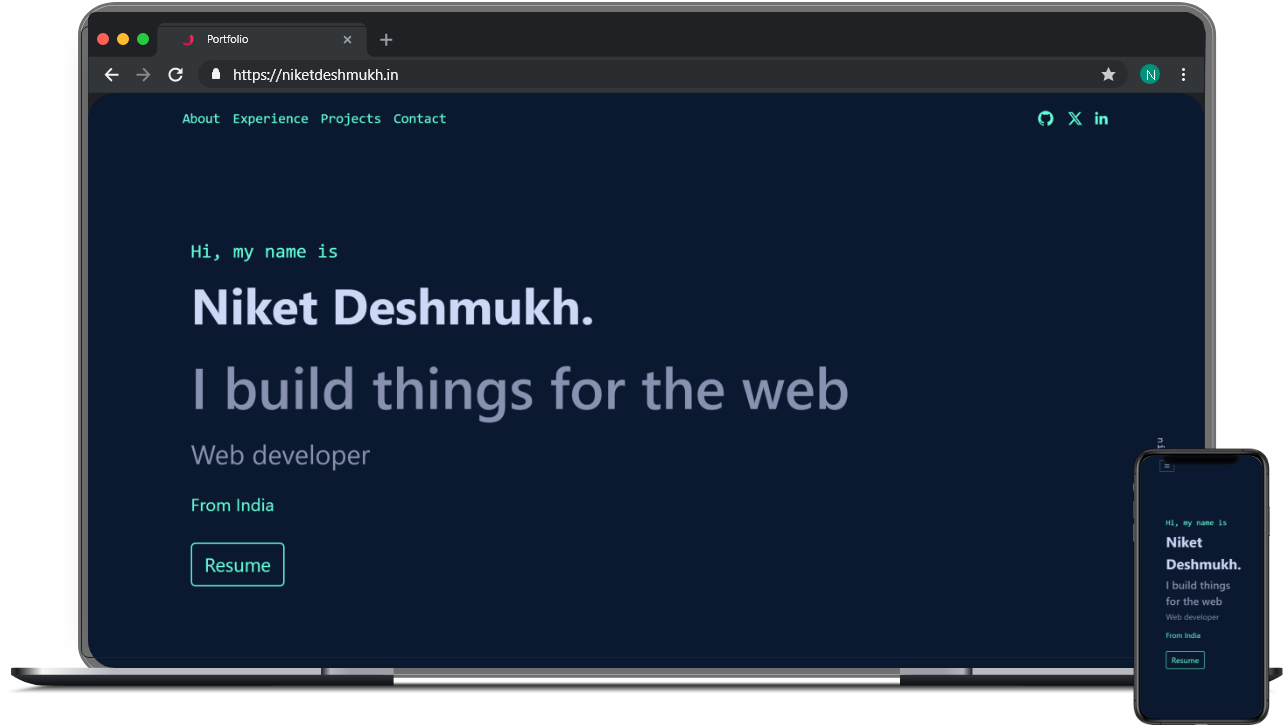 Portfolio
https://niketdeshmukh.in
N
About Experience Projects Contact
in
Hi, my name is
Niket Deshmukh.
I build things for the web
Web developer
From India
Resume
ni
Hi, my name is
Niket
Deshmukh.
I build things
for the web
Web developer
From India
Resume